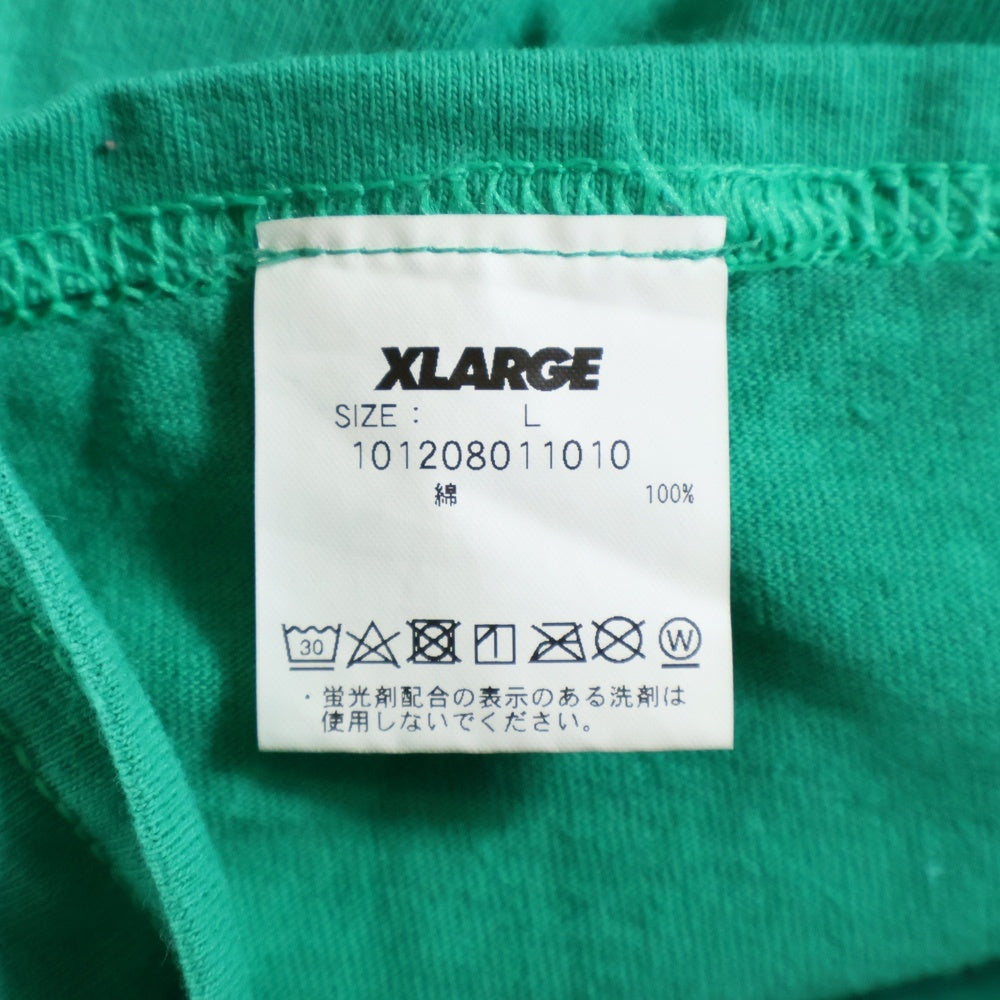 XLARGE
SIZE : L
101208011010
綿 100%
30 W
・蛍光剤配合の表示のある洗剤は
使用しないでください。